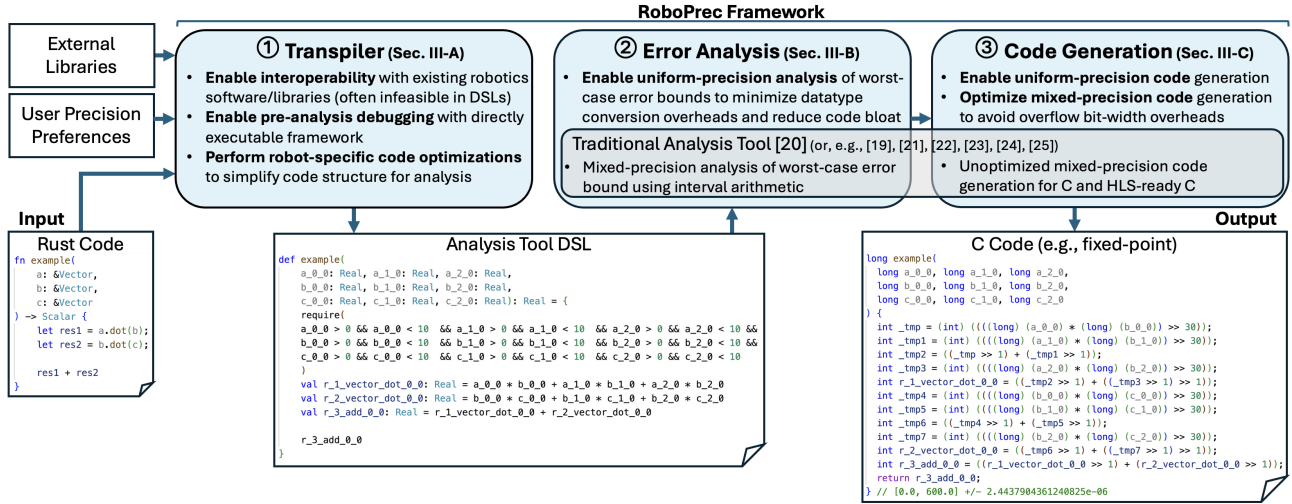 RoboPrec Framework
External
Libraries
User Precision
Preferences
① Transpiler (Sec. III-A)
• Enable interoperability with existing robotics
software/libraries (often infeasible in DSLs)
• Enable pre-analysis debugging with directly
executable framework
• Perform robot-specific code optimizations
to simplify code structure for analysis
② Error Analysis (Sec. III-B)
• Enable uniform-precision analysis of worst-
case error bounds to minimize datatype
conversion overheads and reduce code bloat
③ Code Generation (Sec. III-C)
• Enable uniform-precision code generation
• Optimize mixed-precision code generation
to avoid overflow bit-width overheads
Traditional Analysis Tool [20] (or, e.g., [19], [21], [22], [23], [24], [25])
• Mixed-precision analysis of worst-case error
bound using interval arithmetic
• Unoptimized mixed-precision code
generation for C and HLS-ready C
Input
Rust Code
fn example(
a: &Vector,
b: &Vector,
c: &Vector
) -> Scalar {
let res1 = a.dot(b);
let res2 = b.dot(c);
res1 + res2
}
Analysis Tool DSL
def example(
a_0_0: Real, a_1_0: Real, a_2_0: Real,
b_0_0: Real, b_1_0: Real, b_2_0: Real,
c_0_0: Real, c_1_0: Real, c_2_0: Real): Real = {
require(
a_0_0 > 0 && a_0_0 < 10 && a_1_0 > 0 && a_1_0 < 10 && a_2_0 > 0 && a_2_0 < 10 &&
b_0_0 > 0 && b_0_0 < 10 && b_1_0 > 0 && b_1_0 < 10 && b_2_0 > 0 && b_2_0 < 10 &&
c_0_0 > 0 && c_0_0 < 10 && c_1_0 > 0 && c_1_0 < 10 && c_2_0 > 0 && c_2_0 < 10
)
val r_1_vector_dot_0_0: Real = a_0_0 * b_0_0 + a_1_0 * b_1_0 + a_2_0 * b_2_0
val r_2_vector_dot_0_0: Real = b_0_0 * c_0_0 + b_1_0 * c_1_0 + b_2_0 * c_2_0
val r_3_add_0_0: Real = r_1_vector_dot_0_0 + r_2_vector_dot_0_0
r_3_add_0_0
}
Output
C Code (e.g., fixed-point)
long example(
long a_0_0, long a_1_0, long a_2_0,
long b_0_0, long b_1_0, long b_2_0,
long c_0_0, long c_1_0, long c_2_0
) {
int _tmp = (int) ((((long) (a_0_0) * (long) (b_0_0)) >> 30));
int _tmp1 = (int) ((((long) (a_1_0) * (long) (b_1_0)) >> 30));
int _tmp2 = ((_tmp >> 1) + (_tmp1 >> 1));
int _tmp3 = (int) ((((long) (a_2_0) * (long) (b_2_0)) >> 30));
int r_1_vector_dot_0_0 = ((_tmp2 >> 1) + ((_tmp3 >> 1) >> 1));
int _tmp4 = (int) ((((long) (b_0_0) * (long) (c_0_0)) >> 30));
int _tmp5 = (int) ((((long) (b_1_0) * (long) (c_1_0)) >> 30));
int _tmp6 = ((_tmp4 >> 1) + (_tmp5 >> 1));
int _tmp7 = (int) ((((long) (b_2_0) * (long) (c_2_0)) >> 30));
int r_2_vector_dot_0_0 = ((_tmp6 >> 1) + ((_tmp7 >> 1) >> 1));
int r_3_add_0_0 = ((r_1_vector_dot_0_0 >> 1) + (r_2_vector_dot_0_0 >> 1));
return r_3_add_0_0;
} // [0.0, 600.0] +/- 2.4437904361240825e-06